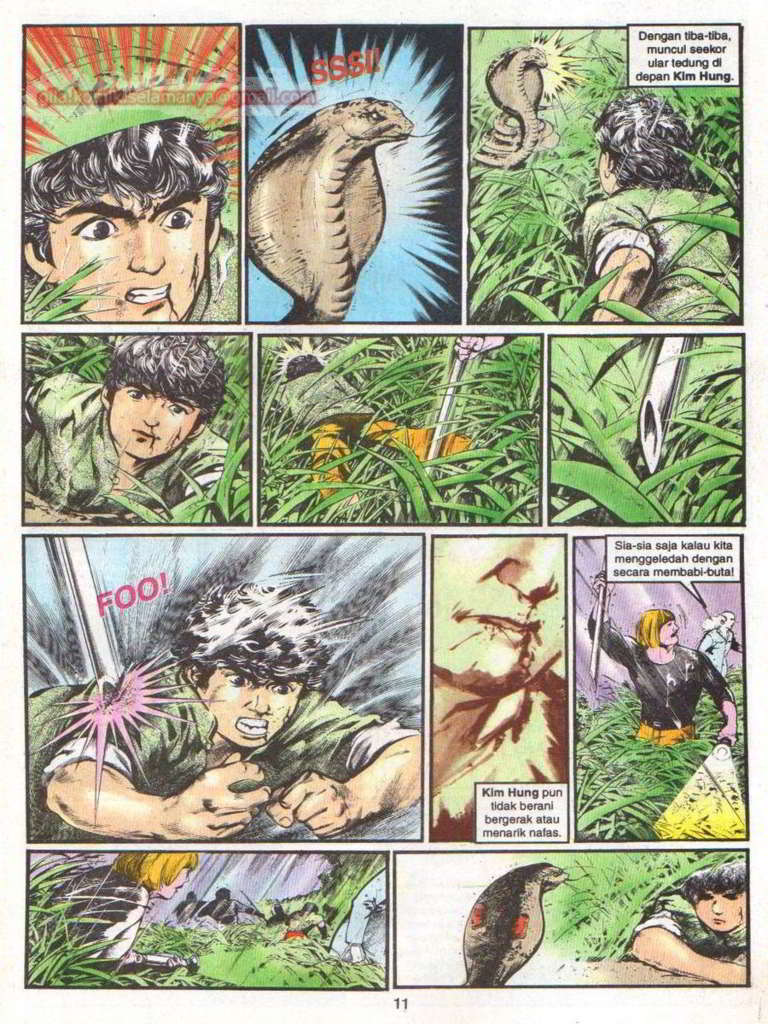 SSSI!
Dengan tiba-tiba,
muncul seekor
ular tedung di
depan Kim Hung.
FOO!
Kim Hung pun
tidak berani
bergerak atau
menarik nafas.
Sia-sia saja kalau kita
menggeledah dengan
secara membabi-buta!
11